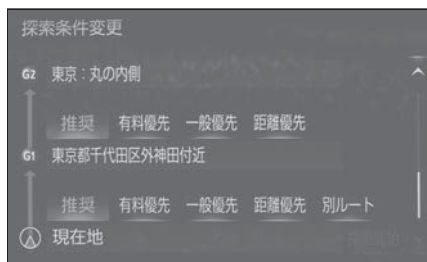 探索条件変更
G2 東京：丸の内側
推奨 有料優先 一般優先 距離優先
G1 東京都千代田区外神田付近
推奨 有料優先 一般優先 距離優先 別ルート
現在地